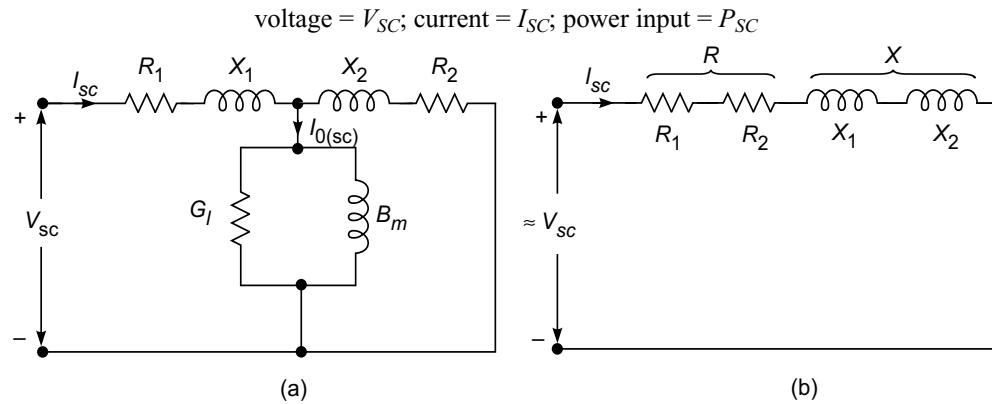 voltage = V_SC; current = I_SC; power input = P_SC
I_sc R_1 X_1 X_2 R_2
+
I_0(sc)
G_l B_m
V_sc
–
(a)
R X
I_sc
+
R_1 R_2 X_1 X_2
≈ V_sc
–
(b)